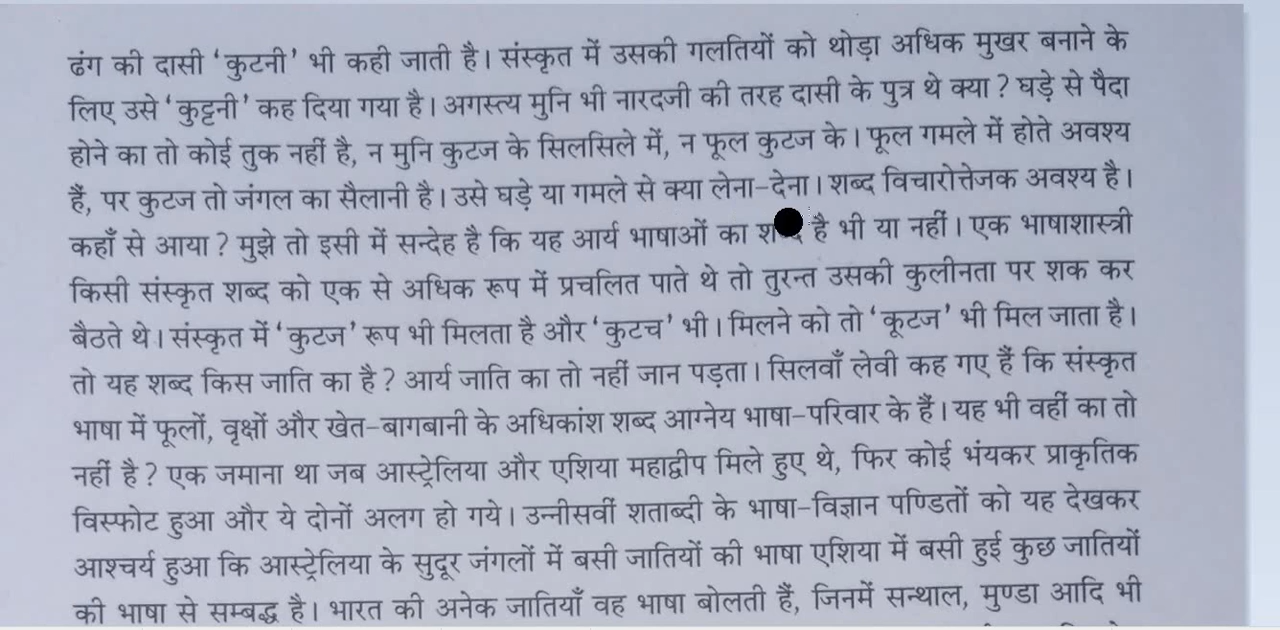 ढंग की दासी ‘कुटनी’ भी कही जाती है। संस्कृत में उसकी गलतियों को थोड़ा अधिक मुखर बनाने के
लिए उसे ‘कुट्टनी’ कह दिया गया है। अगस्त्य मुनि भी नारदजी की तरह दासी के पुत्र थे क्या? घड़े से पैदा
होने का तो कोई तुक नहीं है, न मुनि कुटज के सिलसिले में, न फूल कुटज के। फूल गमले में होते अवश्य
हैं, पर कुटज तो जंगल का सैलानी है। उसे घड़े या गमले से क्या लेना-देना। शब्द विचारोत्तेजक अवश्य है।
कहाँ से आया? मुझे तो इसी में सन्देह है कि यह आर्य भाषाओं का है भी या नहीं। एक भाषाशास्त्री
किसी संस्कृत शब्द को एक से अधिक रूप में प्रचलित पाते थे तो तुरन्त उसकी कुलीनता पर शक कर
बैठते थे। संस्कृत में ‘कुटज’ रूप भी मिलता है और ‘कुटच’ भी। मिलने को तो ‘कूटज’ भी मिल जाता है।
तो यह शब्द किस जाति का है? आर्य जाति का तो नहीं जान पड़ता। सिलवाँ लेवी कह गए हैं कि संस्कृत
भाषा में फूलों, वृक्षों और खेत-बागबानी के अधिकांश शब्द आग्नेय भाषा-परिवार के हैं। यह भी वहीं का तो
नहीं है? एक जमाना था जब आस्ट्रेलिया और एशिया महाद्वीप मिले हुए थे, फिर कोई भंयकर प्राकृतिक
विस्फोट हुआ और ये दोनों अलग हो गये। उन्नीसवीं शताब्दी के भाषा-विज्ञान पण्डितों को यह देखकर
आश्चर्य हुआ कि आस्ट्रेलिया के सुदूर जंगलों में बसी जातियों की भाषा एशिया में बसी हुई कुछ जातियों
की भाषा से सम्बद्ध है। भारत की अनेक जातियाँ वह भाषा बोलती हैं, जिनमें सन्थाल, मुण्डा आदि भी